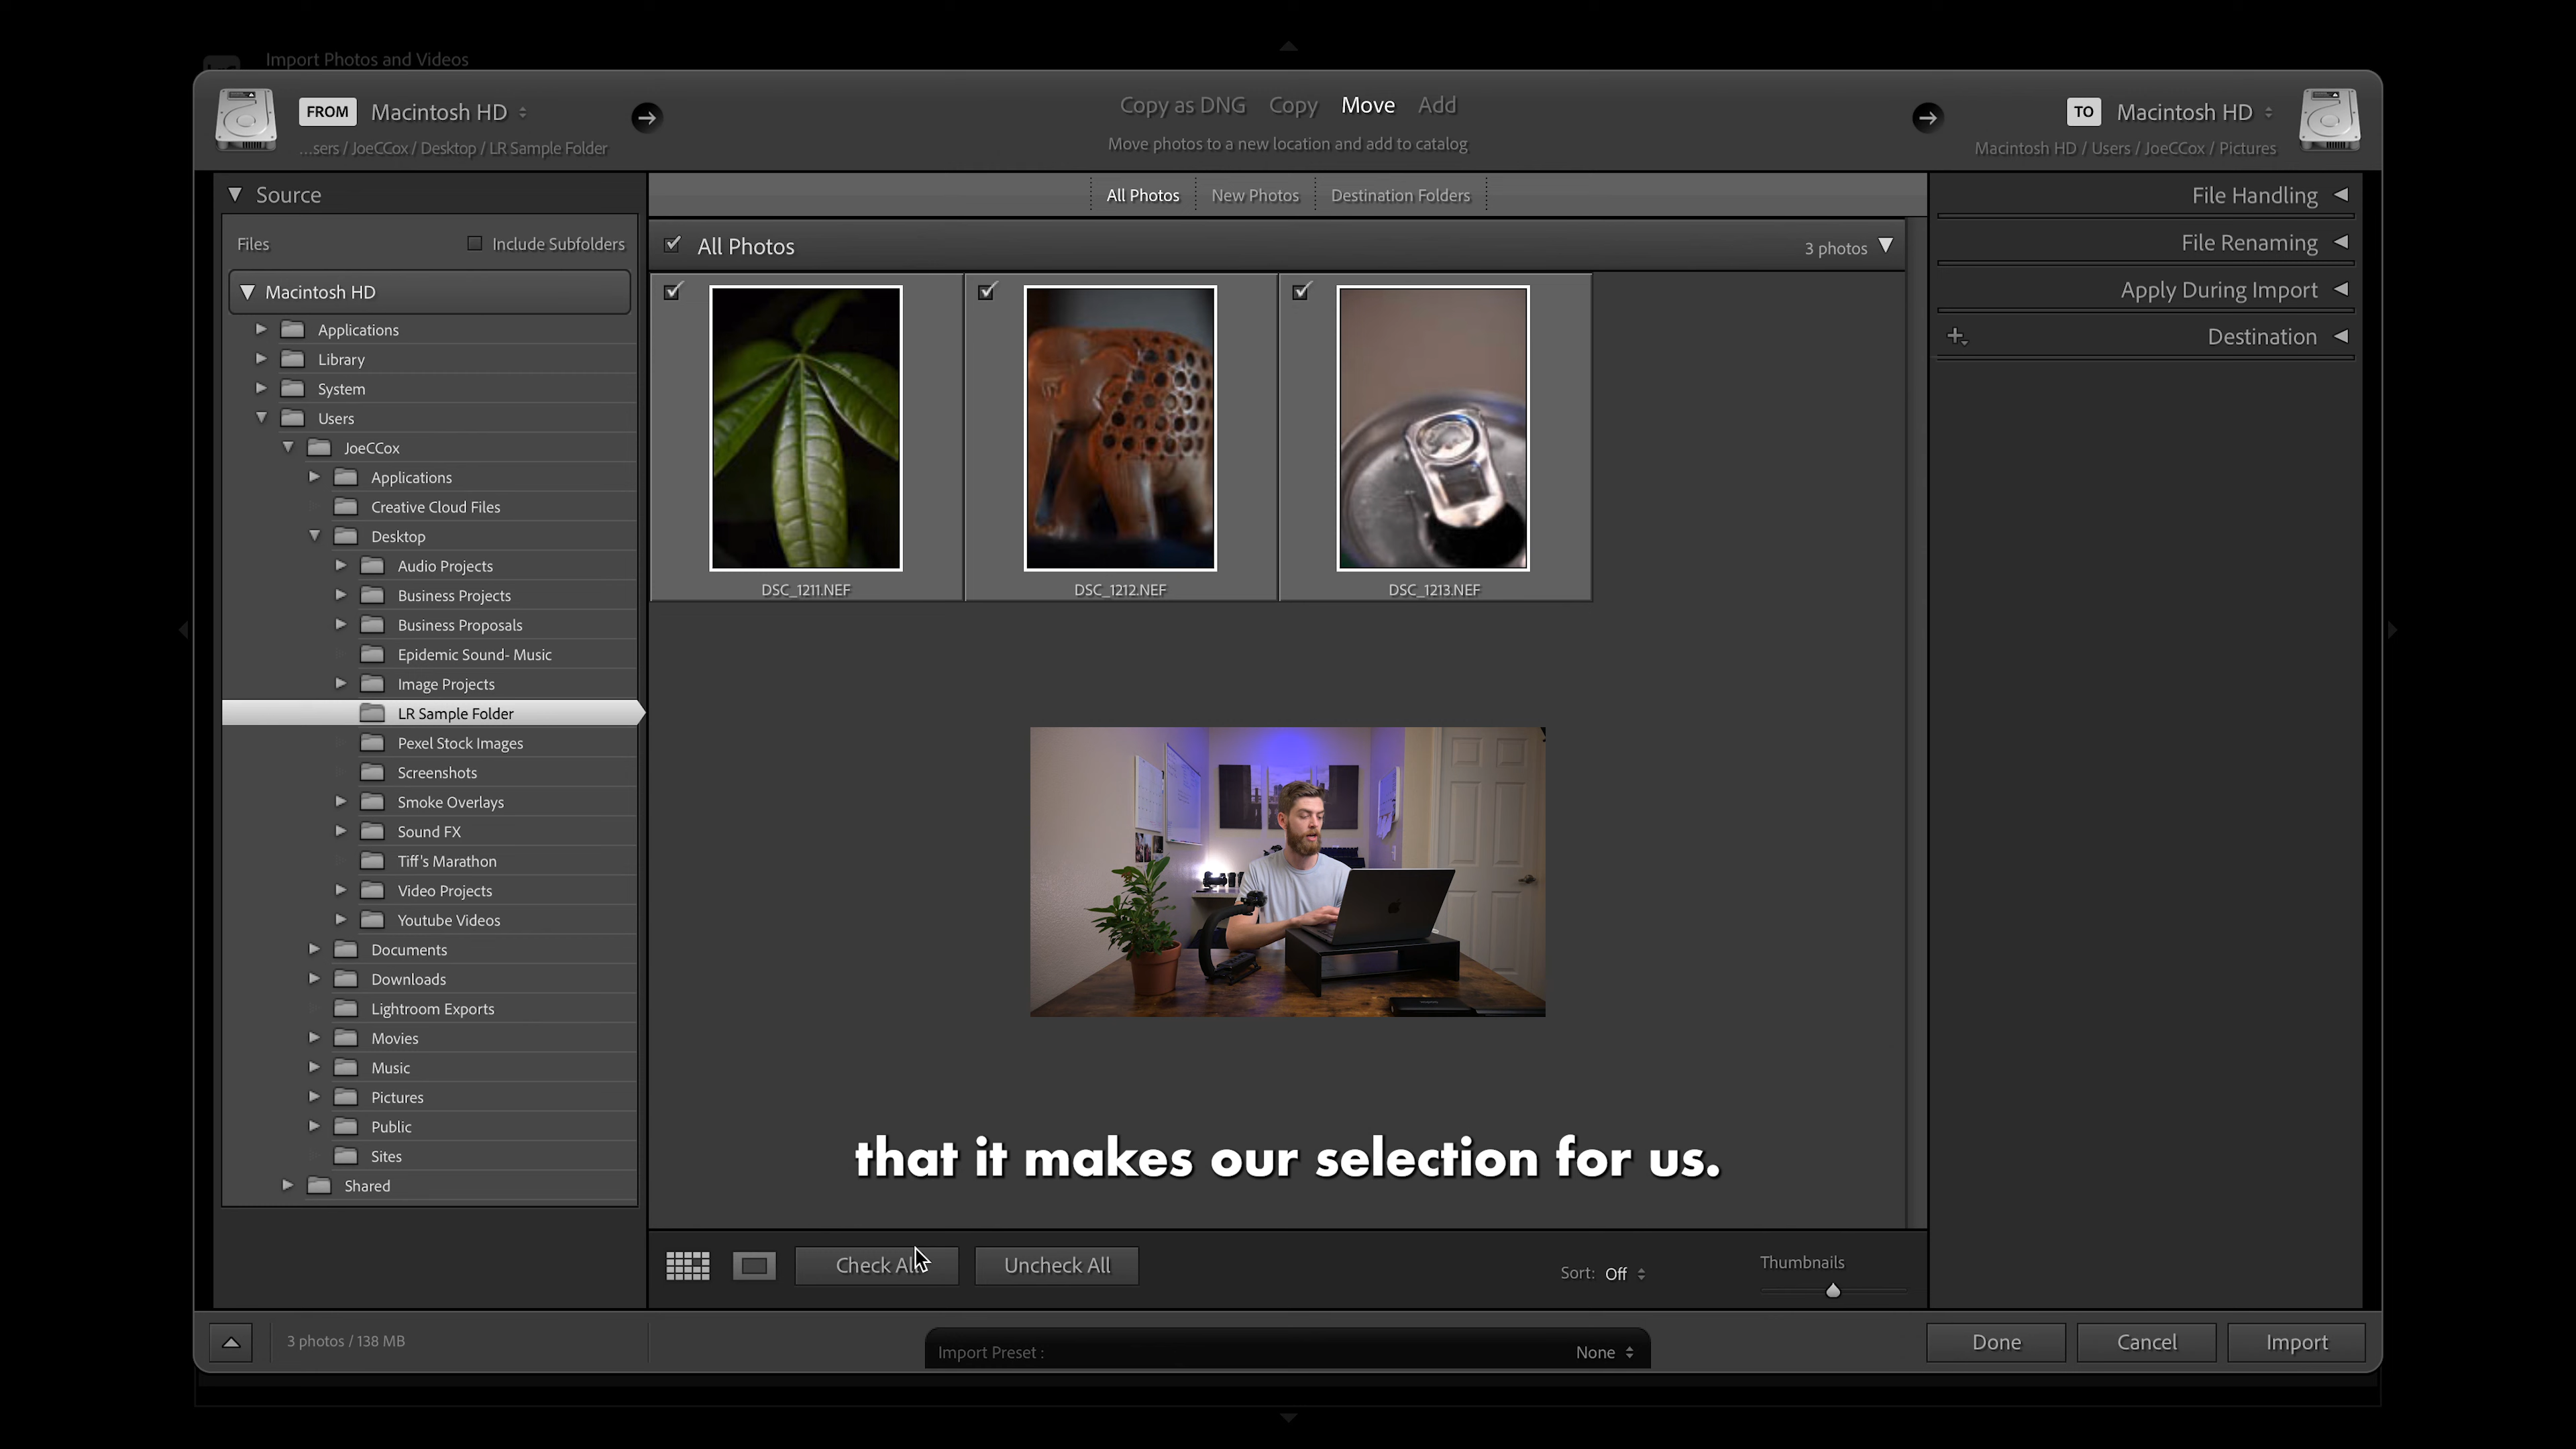 Import Photos and Videos
FROM Macintosh HD
...sers / JoeCCox / Desktop / LR Sample Folder
Copy as DNG Copy Move Add
Move photos to a new location and add to catalog
TO Macintosh HD
Macintosh HD / Users / JoeCCox / Pictures
Source
Files Include Subfolders
Macintosh HD
Applications
Library
System
Users
JoeCCox
Applications
Creative Cloud Files
Desktop
Audio Projects
Business Projects
Business Proposals
Epidemic Sound- Music
Image Projects
LR Sample Folder
Pexel Stock Images
Screenshots
Smoke Overlays
Sound FX
Tiff's Marathon
Video Projects
Youtube Videos
Documents
Downloads
Lightroom Exports
Movies
Music
Pictures
Public
Sites
Shared
All Photos New Photos Destination Folders
All Photos 3 photos
DSC_1211.NEF DSC_1212.NEF DSC_1213.NEF
that it makes our selection for us.
Check All Uncheck All Sort: Off Thumbnails
File Handling
File Renaming
Apply During Import
Destination
3 photos / 138 MB
Import Preset : None
Done Cancel Import